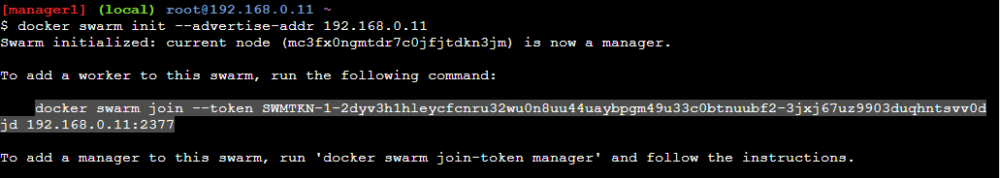 [manager1] (local) root@192.168.0.11 ~
$ docker swarm init --advertise-addr 192.168.0.11
Swarm initialized: current node (mc3fx0ngmtdr7c0jfjtdkn3jm) is now a manager.
To add a worker to this swarm, run the following command:
docker swarm join --token SWMTKN-1-2dyv3h1hleycfcnru32wu0n8uu44uaybpgm49u33c0btnuubf2-3jxj67uz9903duqhntsvv0d
jd 192.168.0.11:2377
To add a manager to this swarm, run 'docker swarm join-token manager' and follow the instructions.